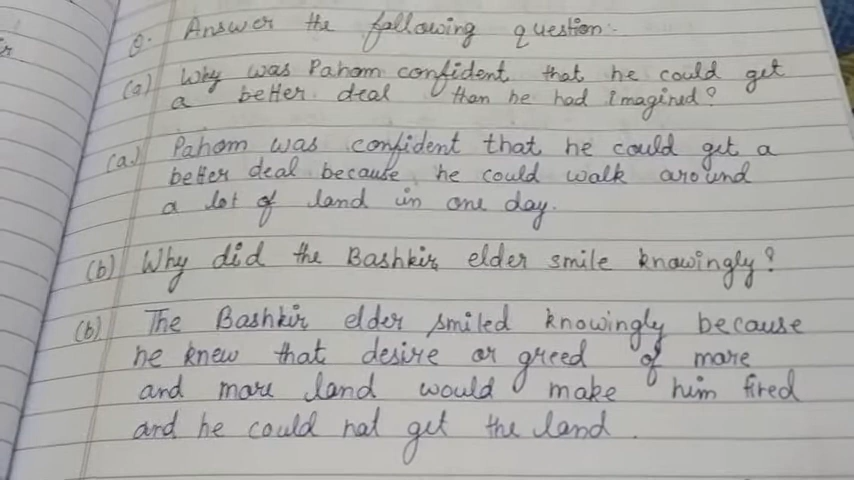 Q. Answer the following question:-
(a) Why was Pahom confident that he could get
a better deal than he had imagined?
(a) Pahom was confident that he could get a
better deal because he could walk around
a lot of land in one day.
(b) Why did the Bashkir elder smile knowingly?
(b) The Bashkir elder smiled knowingly because
he knew that desire or greed of more
and more land would make him tired
and he could not get the land.